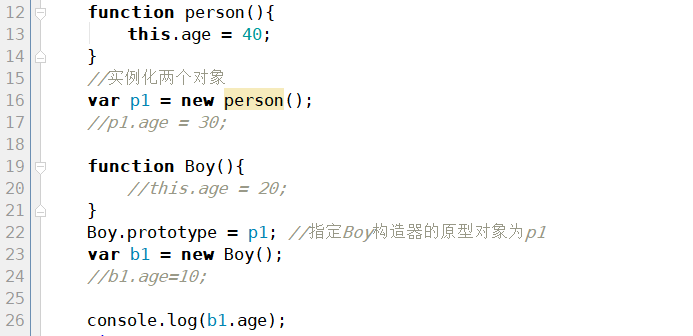 12 function person(){
13 this.age = 40;
14 }
15 //实例化两个对象
16 var p1 = new person();
17 //p1.age = 30;
18
19 function Boy(){
20 //this.age = 20;
21 }
22 Boy.prototype = p1; //指定Boy构造器的原型对象为p1
23 var b1 = new Boy();
24 //b1.age=10;
25
26 console.log(b1.age);